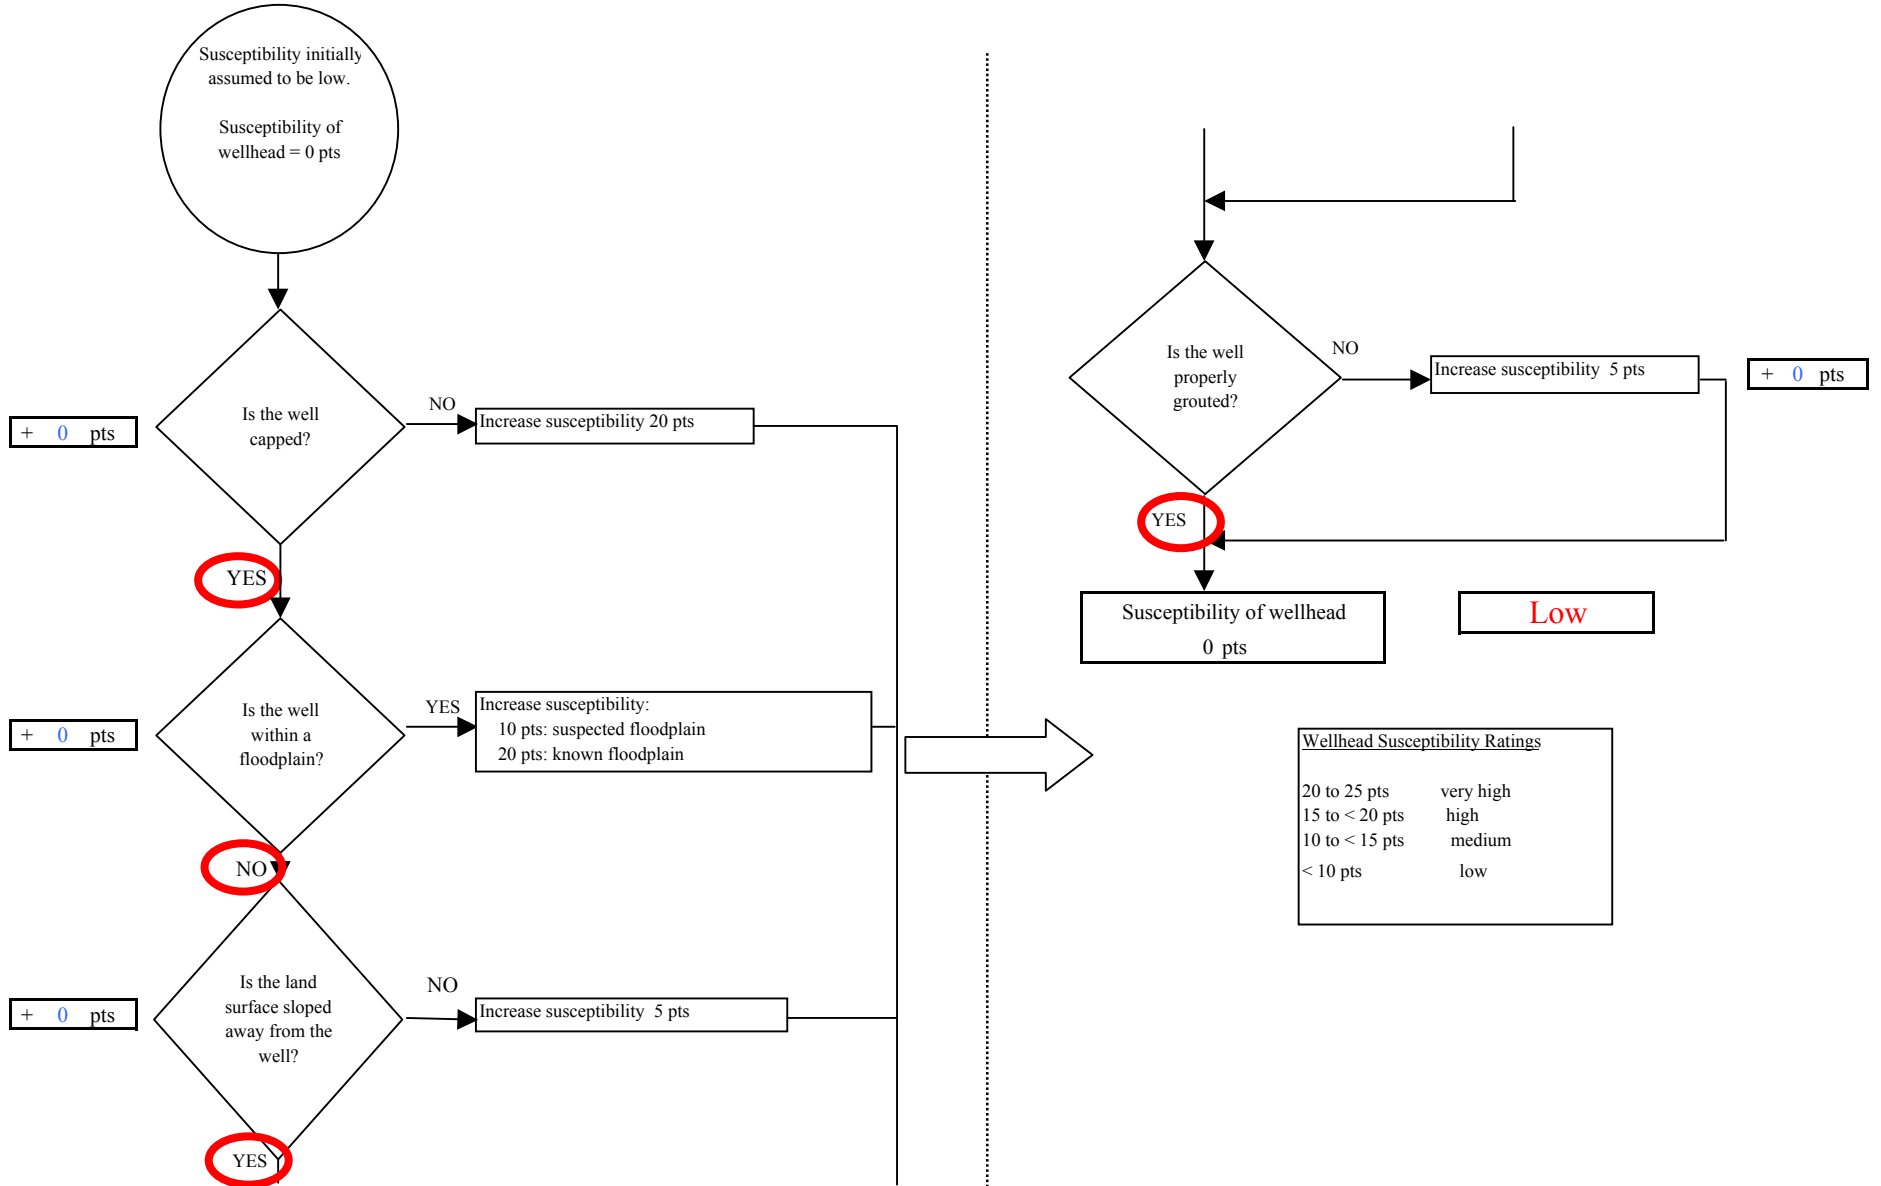 Susceptibility initially
assumed to be low.
Susceptibility of
wellhead = 0 pts
Is the well
capped?
NO
Increase susceptibility 20 pts
+ 0 pts
YES
Is the well
within a
floodplain?
YES
Increase susceptibility:
10 pts: suspected floodplain
20 pts: known floodplain
+ 0 pts
NO
Is the land
surface sloped
away from the
well?
NO
Increase susceptibility 5 pts
+ 0 pts
YES
Is the well
properly
grouted?
NO
Increase susceptibility 5 pts
+ 0 pts
YES
Susceptibility of wellhead
0 pts
Low
Wellhead Susceptibility Ratings
20 to 25 pts very high
15 to < 20 pts high
10 to < 15 pts medium
< 10 pts low